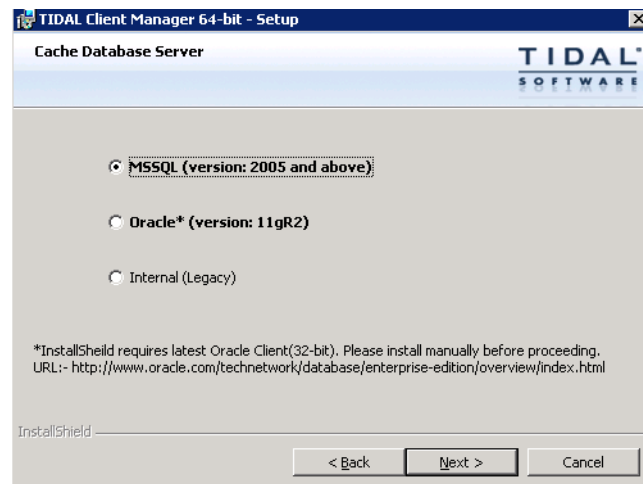 TIDAL Client Manager 64-bit - Setup
Cache Database Server
TIDAL
SOFTWARE
MSSQL (version: 2005 and above)
Oracle* (version: 11gR2)
Internal (Legacy)
*InstallSheild requires latest Oracle Client(32-bit). Please install manually before proceeding.
URL:- http://www.oracle.com/technetwork/database/enterprise-edition/overview/index.html
InstallShield
< Back
Next >
Cancel